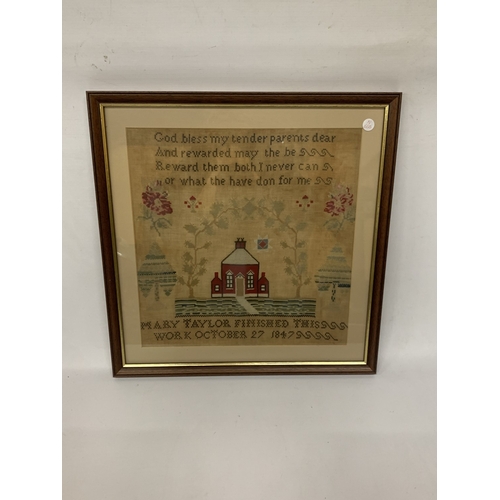 God bless my tender parents dear
And rewarded may the be
Reward them both I never can
or what the have don for me
MARY TAYLOR FINISHED THIS
WORK OCTOBER 27 1847